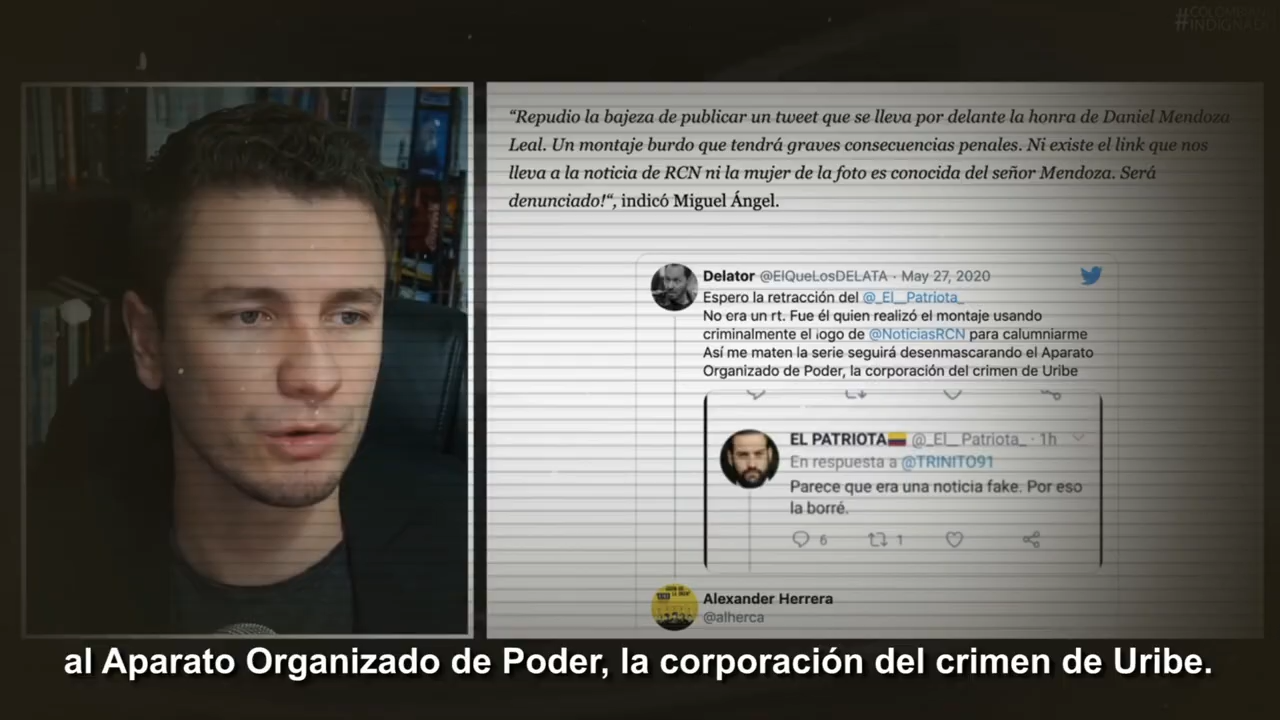 #COLOMBIANOS
INDIGNADOS
“Repudio la bajeza de publicar un tweet que se lleva por delante la honra de Daniel Mendoza
Leal. Un montaje burdo que tendrá graves consecuencias penales. Ni existe el link que nos
lleva a la noticia de RCN ni la mujer de la foto es conocida del señor Mendoza. Será
denunciado!“, indicó Miguel Ángel.
Delator @ElQueLosDELATA · May 27, 2020
Espero la retracción del @_El__Patriota_
No era un rt. Fue él quien realizó el montaje usando
criminalmente el logo de @NoticiasRCN para calumniarme
Así me maten la serie seguirá desenmascarando el Aparato
Organizado de Poder, la corporación del crimen de Uribe
EL PATRIOTA @_El__Patriota_ · 1h
En respuesta a @TRINITO91
Parece que era una noticia fake. Por eso
la borré.
6 1
Alexander Herrera
@alherca
al Aparato Organizado de Poder, la corporación del crimen de Uribe.